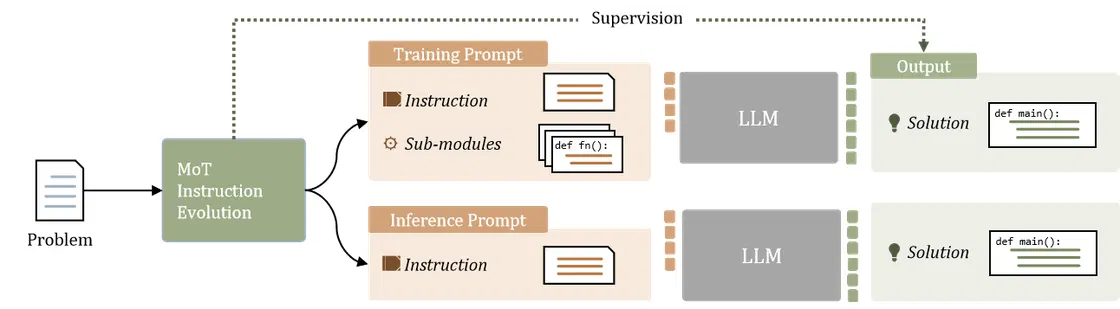 Supervision
Training Prompt
Output
Instruction
Sub-modules
def fn():
LLM
Solution
def main():
MoT
Instruction
Evolution
Problem
Inference Prompt
Instruction
LLM
Solution
def main():